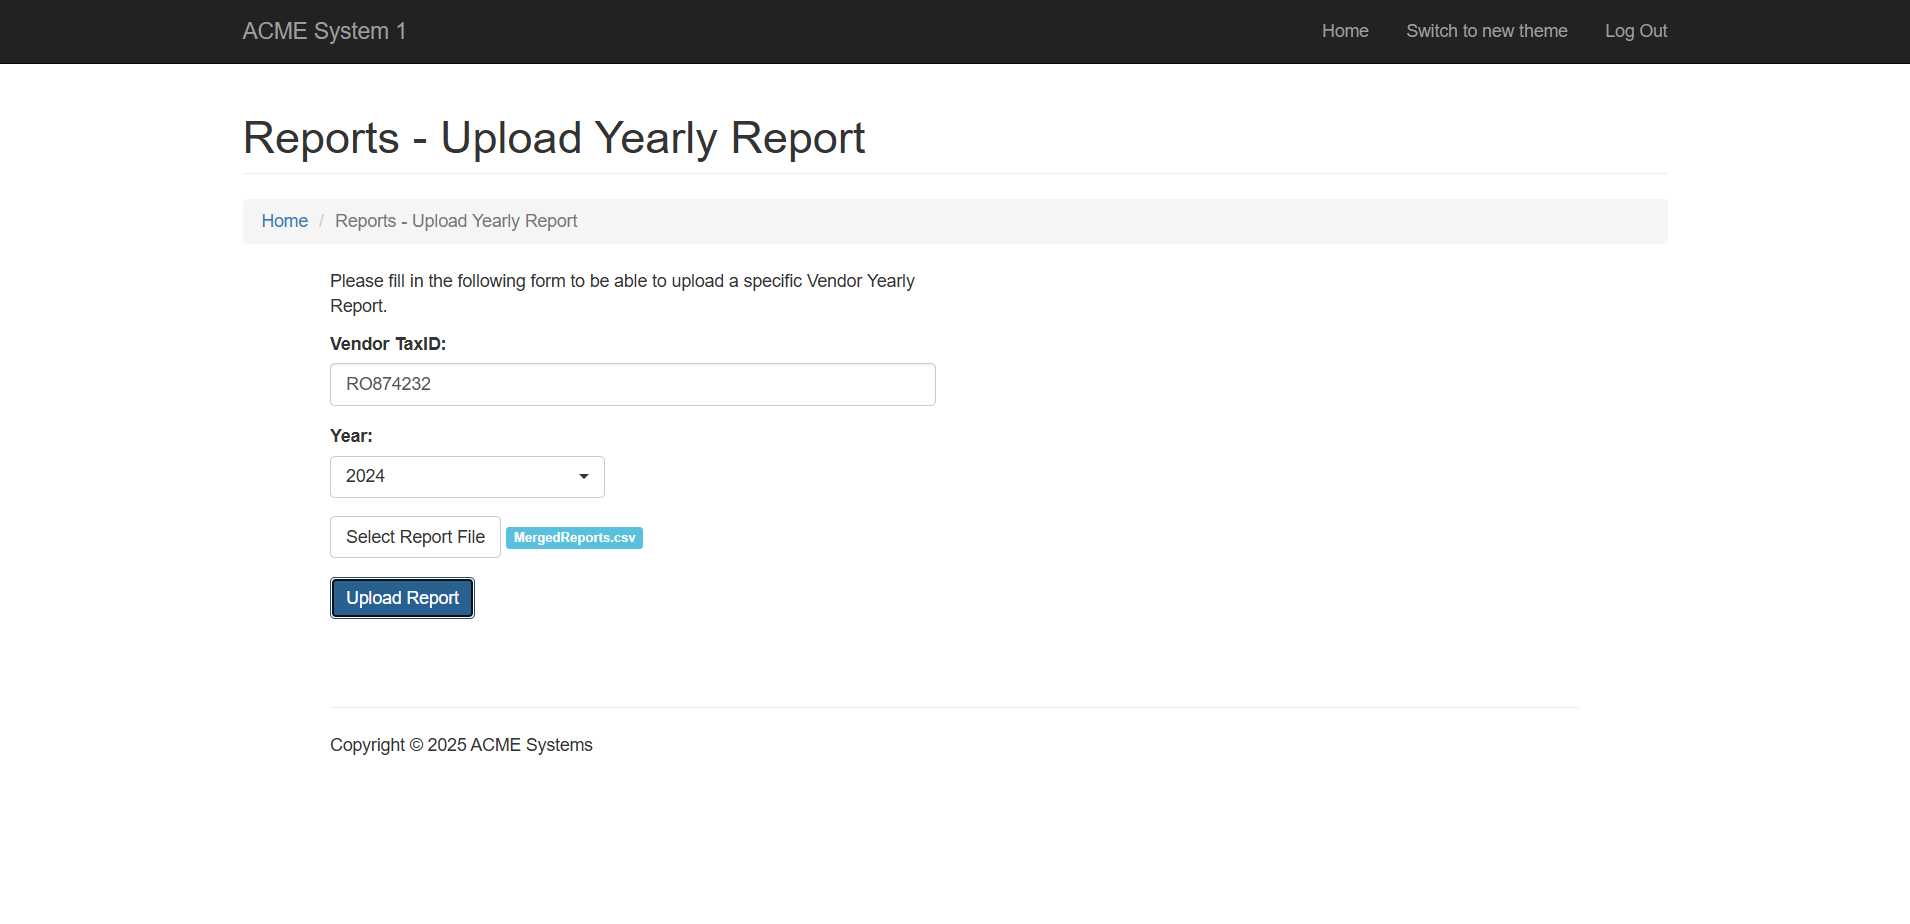 ACME System 1
Home
Switch to new theme
Log Out
Reports - Upload Yearly Report
Home / Reports - Upload Yearly Report
Please fill in the following form to be able to upload a specific Vendor Yearly
Report.
Vendor TaxID:
RO874232
Year:
2024
Select Report File
MergedReports.csv
Upload Report
Copyright © 2025 ACME Systems